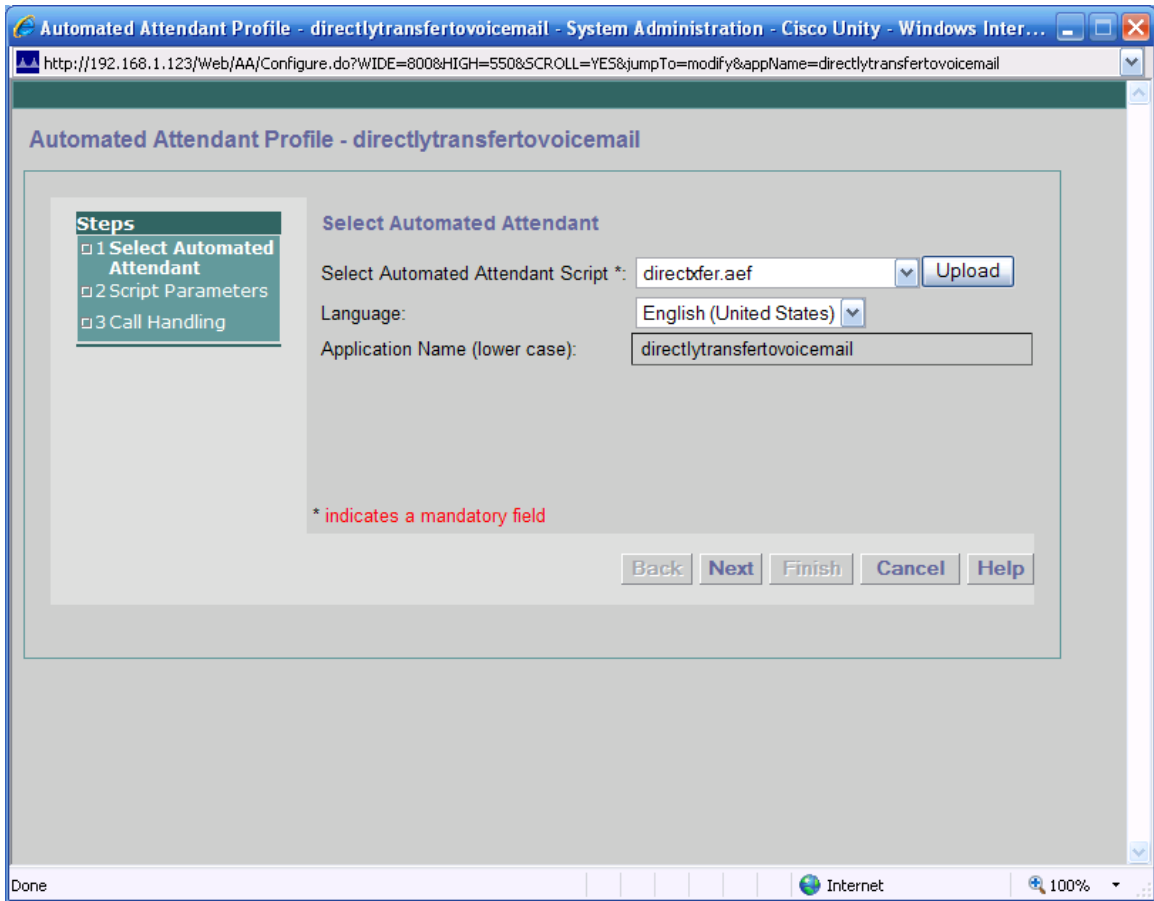 Automated Attendant Profile - directlytransfertovoicemail - System Administration - Cisco Unity - Windows Inter...
http://192.168.1.123/Web/AA/Configure.do?WIDE=800&HIGH=550&SCROLL=YES&jumpTo=modify&appName=directlytransfertovoicemail
Automated Attendant Profile - directlytransfertovoicemail
Steps
1 Select Automated
Attendant
2 Script Parameters
3 Call Handling
Select Automated Attendant
Select Automated Attendant Script *: directxfer.aef Upload
Language: English (United States)
Application Name (lower case): directlytransfertovoicemail
* indicates a mandatory field
Back Next Finish Cancel Help
Done Internet 100%